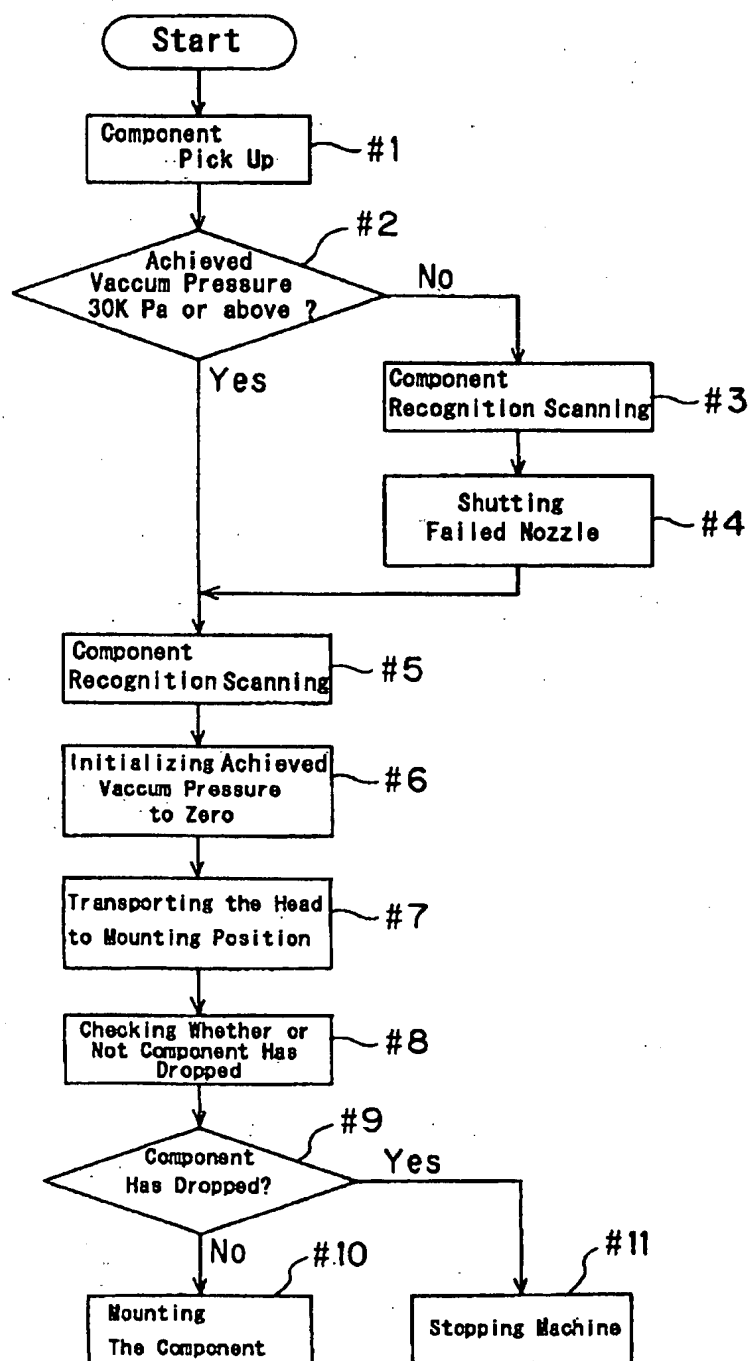 Start
Component
Pick Up
#1
#2
Achieved
Vaccum Pressure
30K Pa or above ?
No
Yes
Component
Recognition Scanning
#3
Shutting
Failed Nozzle
#4
Component
Recognition Scanning
#5
Initializing Achieved
Vaccum Pressure
to Zero
#6
Transporting the Head
to Mounting Position
#7
Checking Whether or
Not Component Has
Dropped
#8
#9
Component
Has Dropped?
Yes
No
#10
#11
Mounting
The Component
Stopping Machine